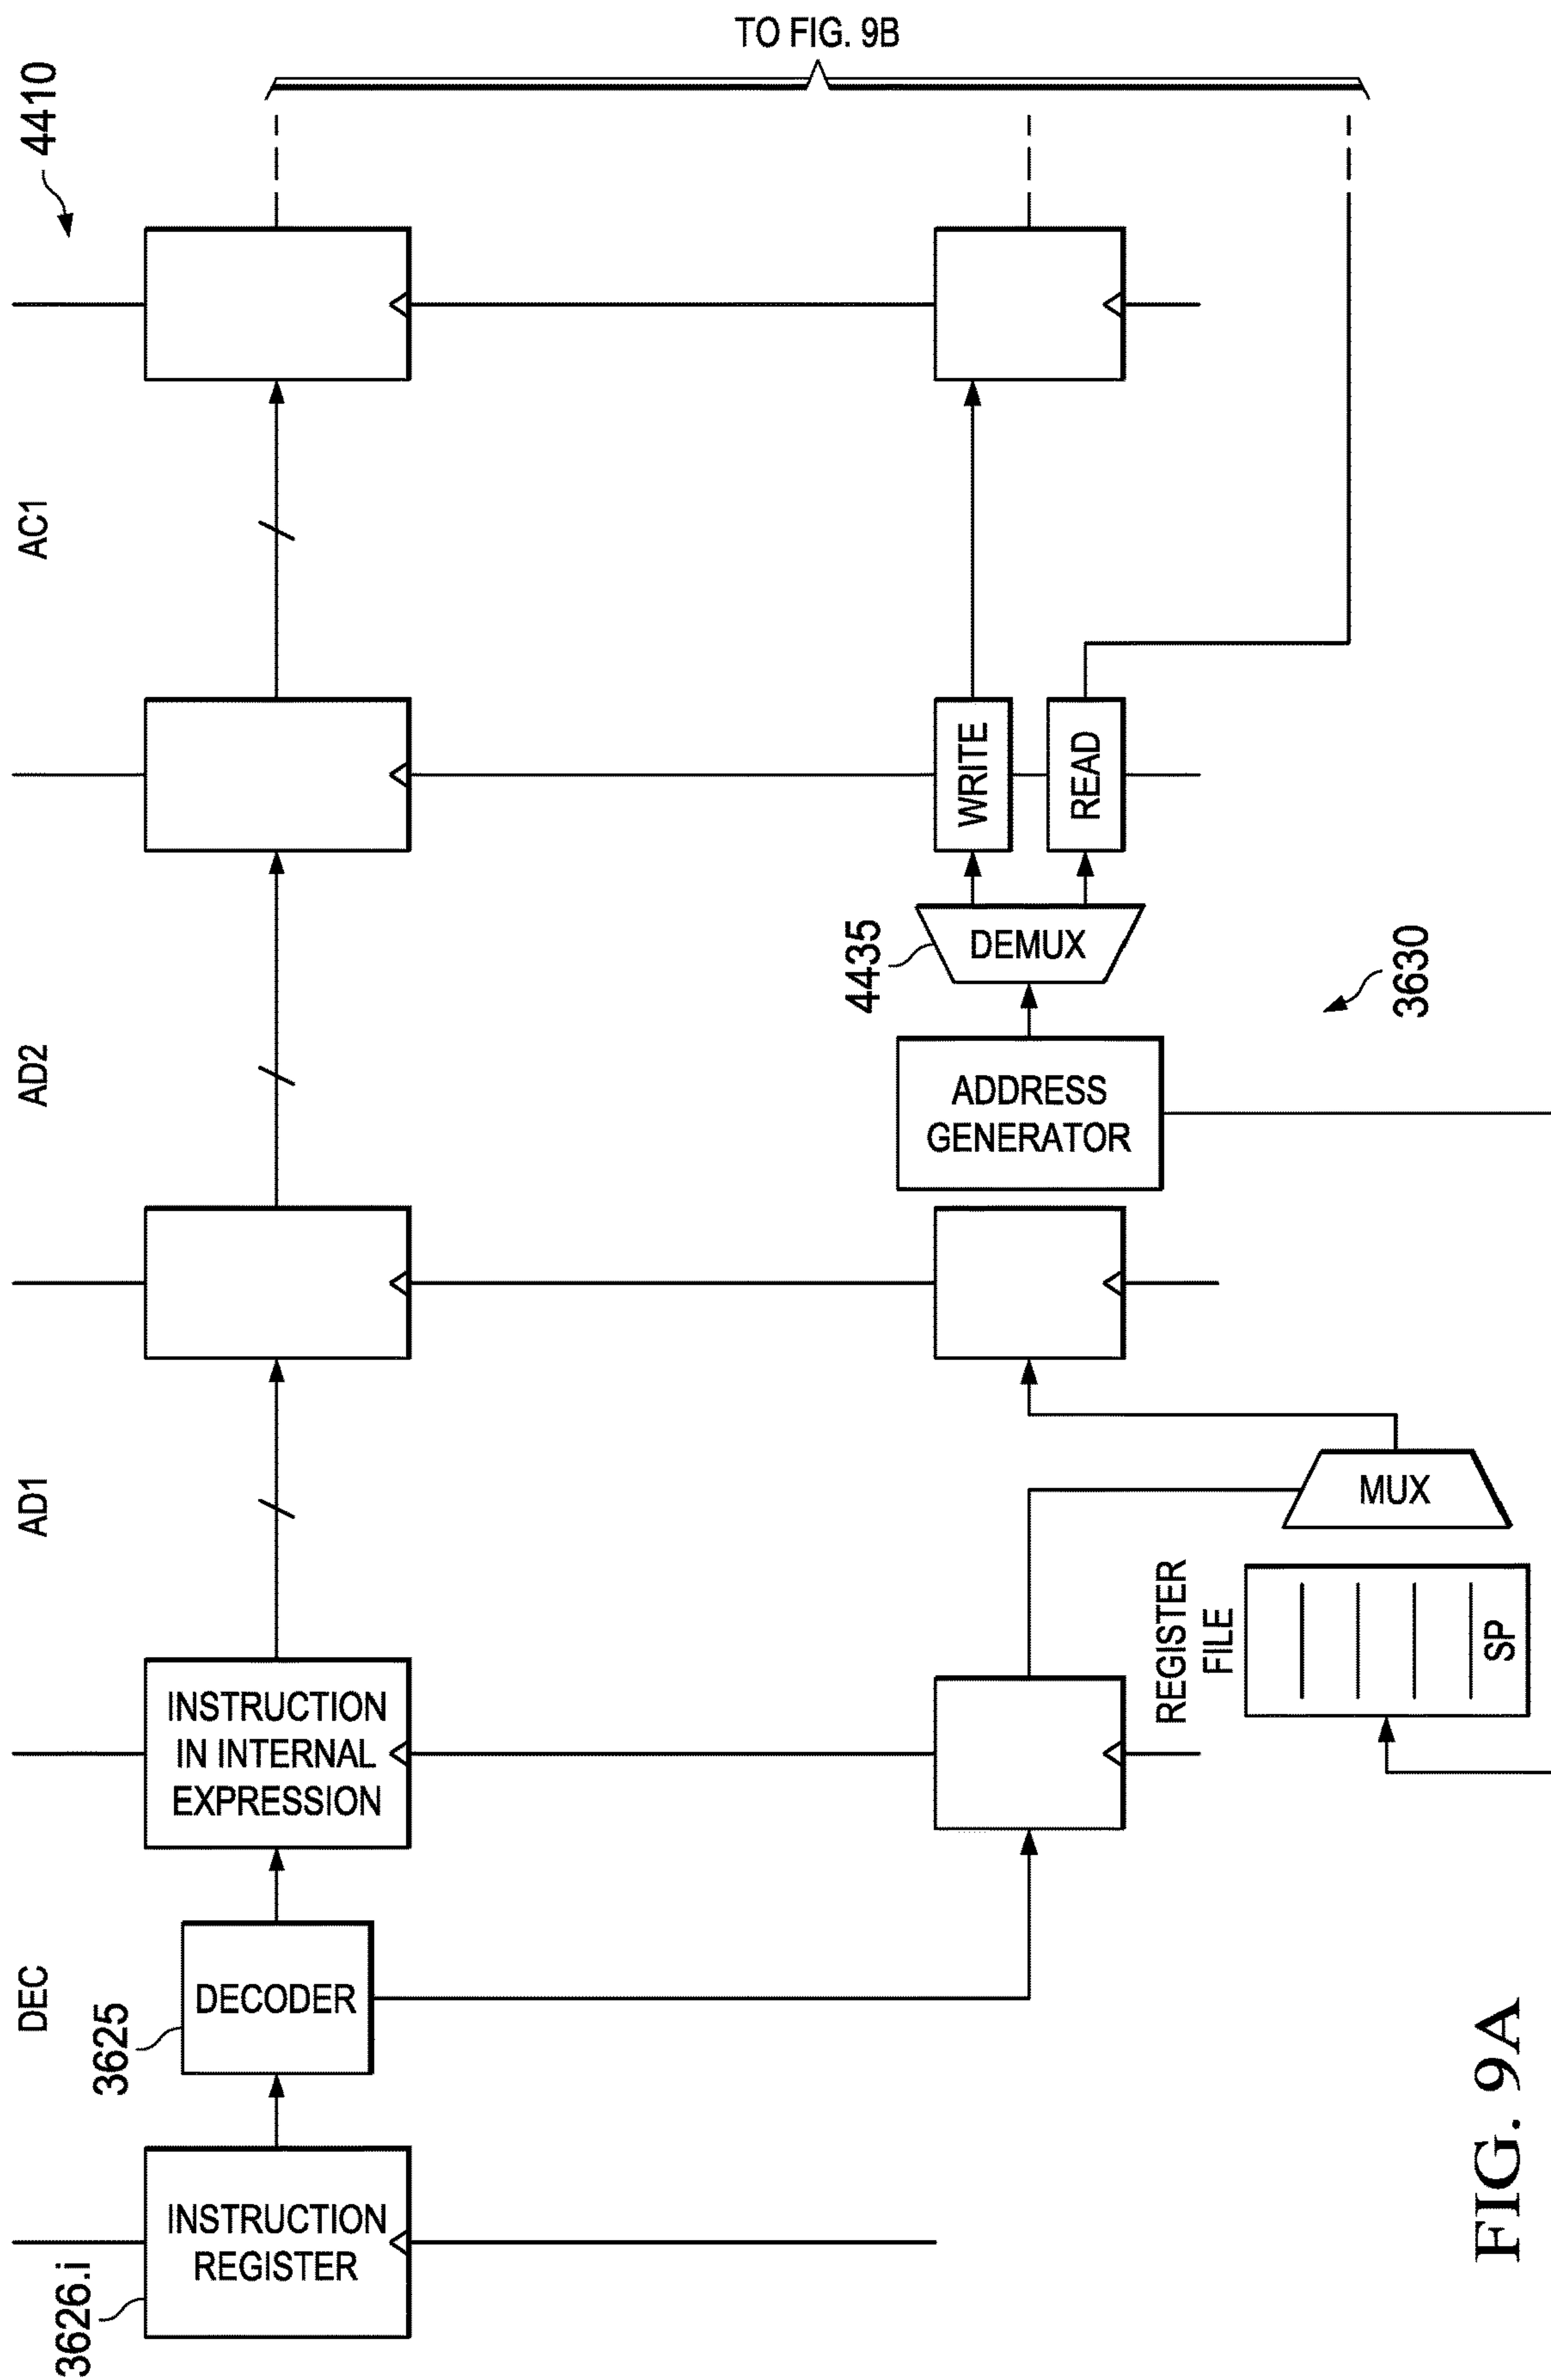 TO FIG. 9B
4410
DEC
AD1
AD2
AC1
3626.i
INSTRUCTION
REGISTER
3625
DECODER
INSTRUCTION
IN INTERNAL
EXPRESSION
WRITE
READ
4435
DEMUX
ADDRESS
GENERATOR
3630
MUX
REGISTER
FILE
SP
FIG. 9A